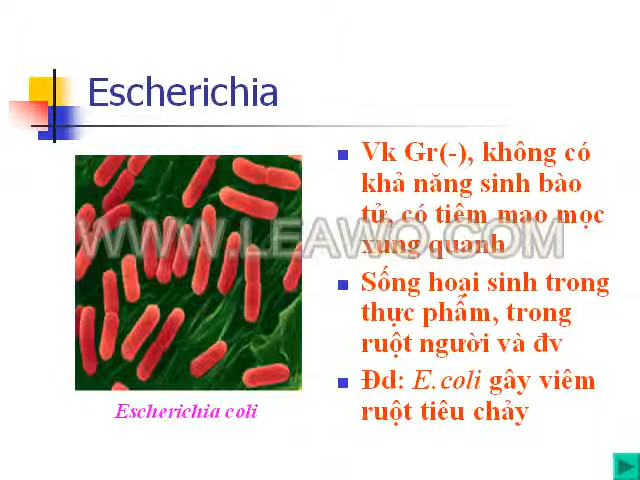 Escherichia
Vk Gr(-), không có
khả năng sinh bào
tử, có tiêm mao mọc
xung quanh
WWW.LEAWO.COM
Sống hoại sinh trong
thực phẩm, trong
ruột người và đv
Đd: E.coli gây viêm
ruột tiêu chảy
Escherichia coli